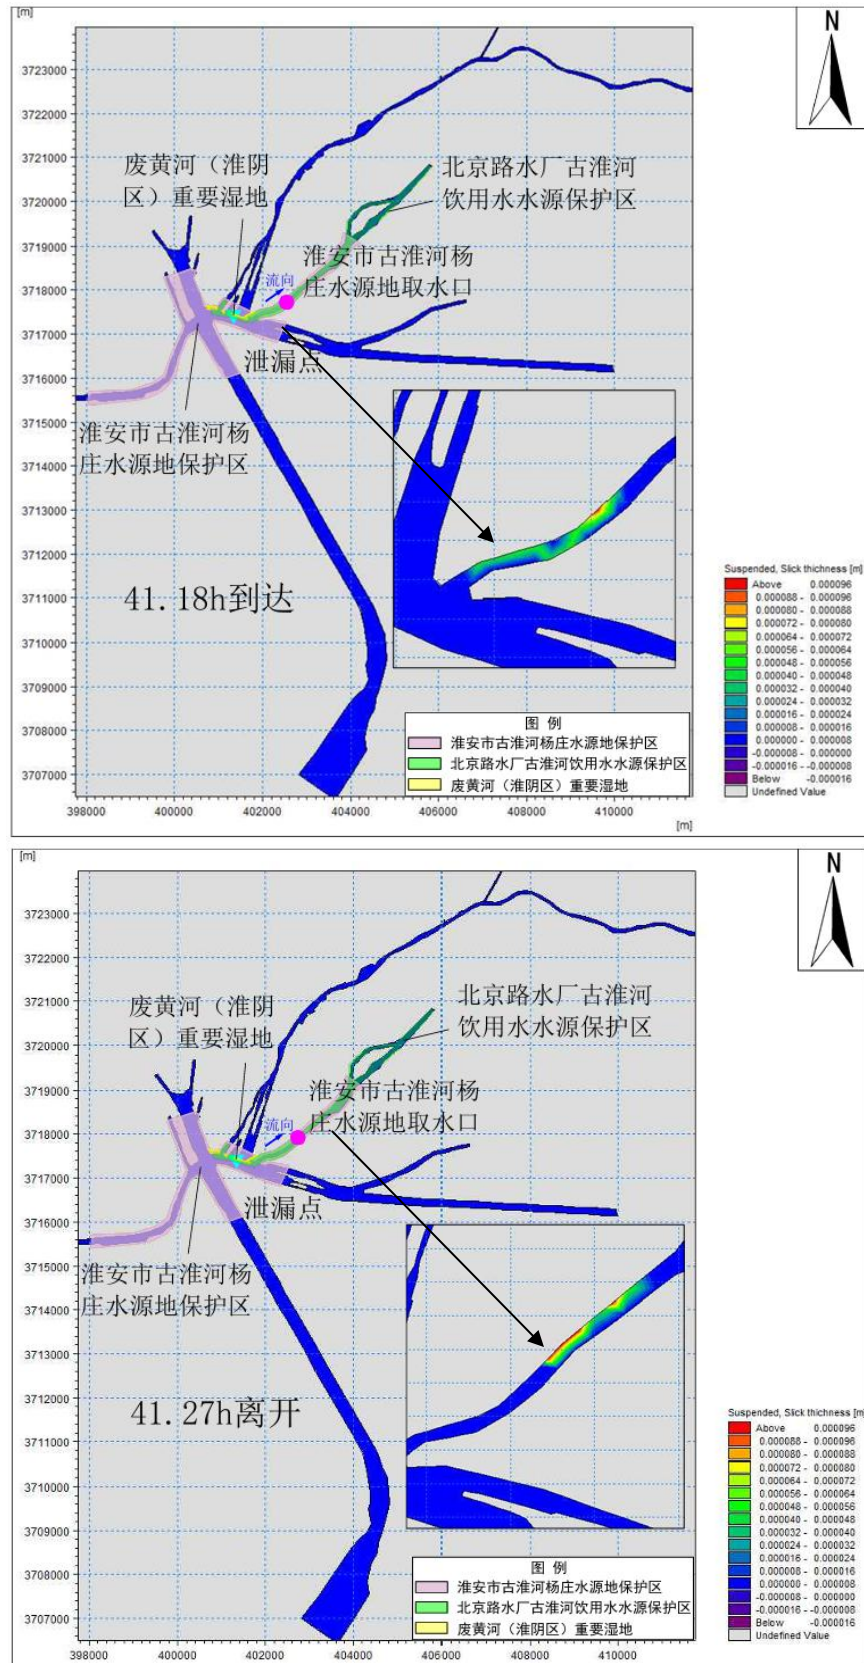 [m]
N
3723000
3722000
3721000
3720000
3719000
3718000
3717000
3716000
3715000
3714000
3713000
3712000
3711000
3710000
3709000
3708000
3707000
废黄河（淮阴
区）重要湿地
北京路水厂古淮河
饮用水水源保护区
淮安市古淮河杨
庄水源地取水口
流向
泄漏点
淮安市古淮河杨
庄水源地保护区
41.18h到达
图 例
淮安市古淮河杨庄水源地保护区
北京路水厂古淮河饮用水水源保护区
废黄河（淮阴区）重要湿地
398000 400000 402000 404000 406000 408000 410000
[m]
Suspended, Slick thickness [m]
Above 0.000096
0.000088 - 0.000096
0.000080 - 0.000088
0.000072 - 0.000080
0.000064 - 0.000072
0.000056 - 0.000064
0.000048 - 0.000056
0.000040 - 0.000048
0.000032 - 0.000040
0.000024 - 0.000032
0.000016 - 0.000024
0.000008 - 0.000016
0.000000 - 0.000008
-0.000008 - 0.000000
-0.000016 - -0.000008
Below -0.000016
Undefined Value
[m]
N
3723000
3722000
3721000
3720000
3719000
3718000
3717000
3716000
3715000
3714000
3713000
3712000
3711000
3710000
3709000
3708000
3707000
废黄河（淮阴
区）重要湿地
北京路水厂古淮河
饮用水水源保护区
淮安市古淮河杨
庄水源地取水口
流向
泄漏点
淮安市古淮河杨
庄水源地保护区
41.27h离开
图 例
淮安市古淮河杨庄水源地保护区
北京路水厂古淮河饮用水水源保护区
废黄河（淮阴区）重要湿地
398000 400000 402000 404000 406000 408000 410000
Suspended, Slick thickness [m]
Above 0.000096
0.000088 - 0.000096
0.000080 - 0.000088
0.000072 - 0.000080
0.000064 - 0.000072
0.000056 - 0.000064
0.000048 - 0.000056
0.000040 - 0.000048
0.000032 - 0.000040
0.000024 - 0.000032
0.000016 - 0.000024
0.000008 - 0.000016
0.000000 - 0.000008
-0.000008 - 0.000000
-0.000016 - -0.000008
Below -0.000016
Undefined Value